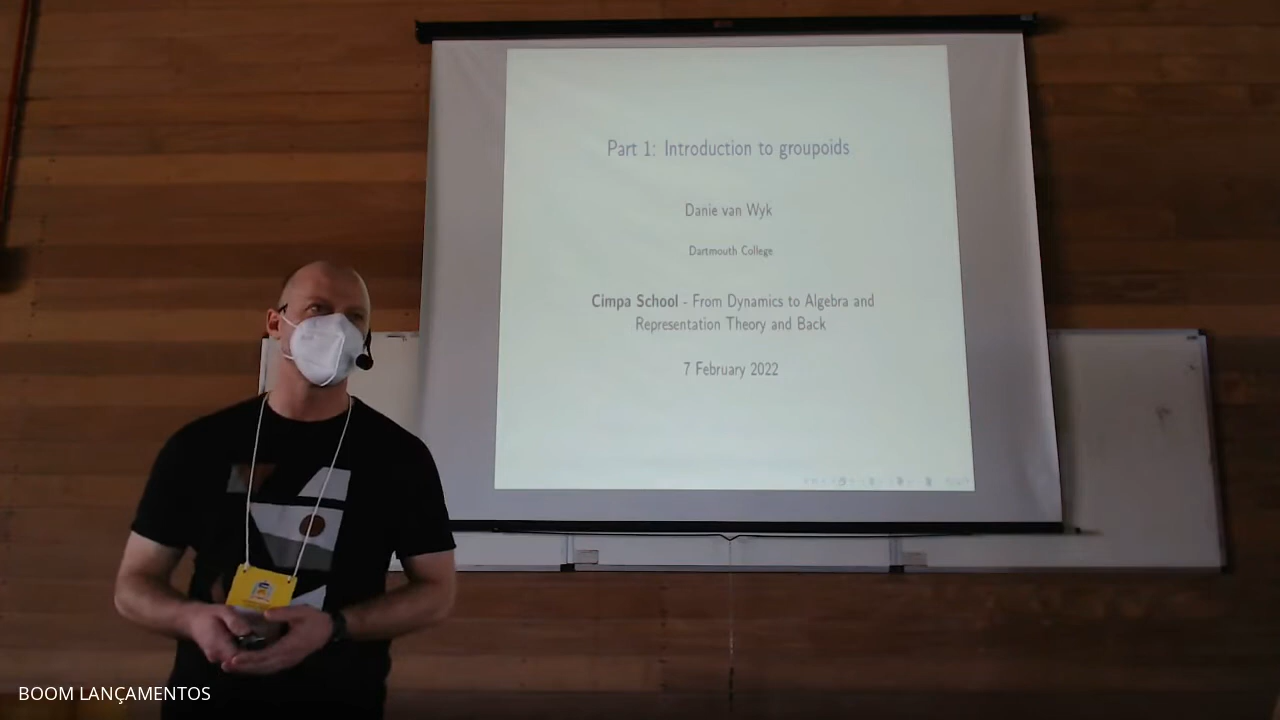 Part 1: Introduction to groupoids
Danie van Wyk
Dartmouth College
Cimpa School - From Dynamics to Algebra and
Representation Theory and Back
7 February 2022
BOOM LANÇAMENTOS